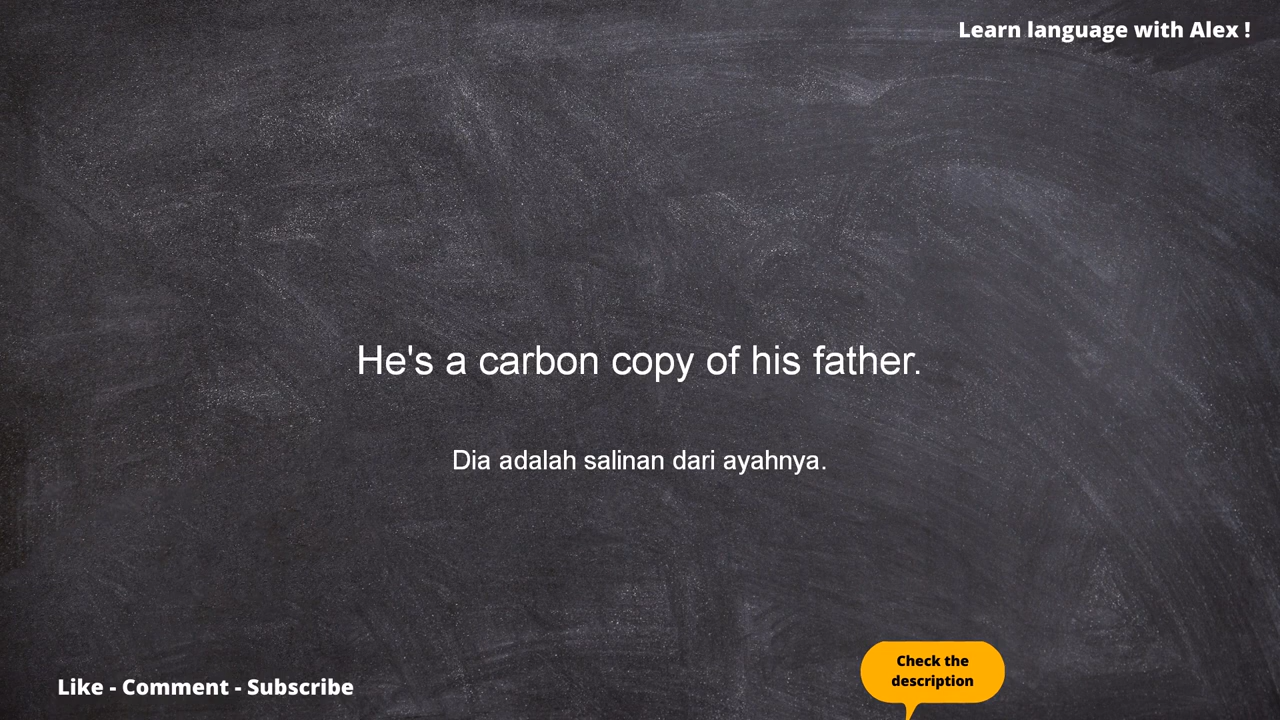 Learn language with Alex !
He's a carbon copy of his father.
Dia adalah salinan dari ayahnya.
Like - Comment - Subscribe
Check the
description